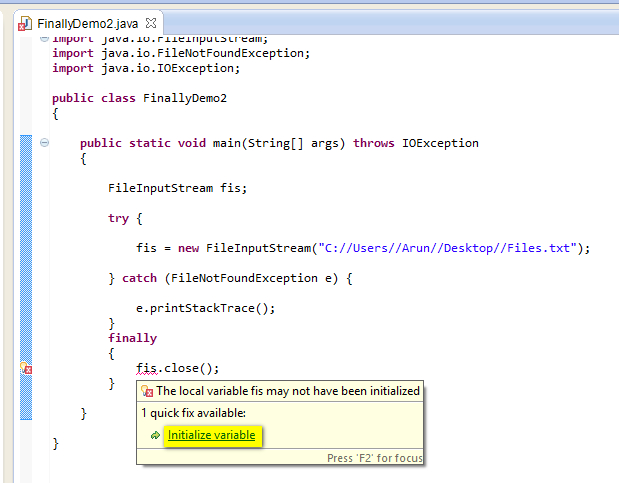 FinallyDemo2.java
import java.io.FileInputStream;
import java.io.FileNotFoundException;
import java.io.IOException;
public class FinallyDemo2
{
public static void main(String[] args) throws IOException
{
FileInputStream fis;
try {
fis = new FileInputStream("C://Users//Arun//Desktop//Files.txt");
} catch (FileNotFoundException e) {
e.printStackTrace();
}
finally
{
fis.close();
}
The local variable fis may not have been initialized
1 quick fix available:
}
Initialize variable
}
Press 'F2' for focus